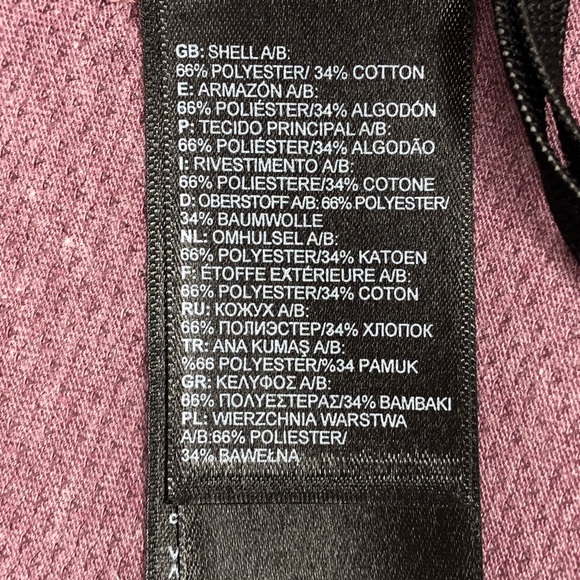 GB: SHELL A/B:
66% POLYESTER/ 34% COTTON
E: ARMAZÓN A/B:
66% POLIÉSTER/34% ALGODÓN
P: TECIDO PRINCIPAL A/B:
66% POLIÉSTER/34% ALGODÃO
I: RIVESTIMENTO A/B:
66% POLIESTERE/34% COTONE
D: OBERSTOFF A/B: 66% POLYESTER/
34% BAUMWOLLE
NL: OMHULSEL A/B:
66% POLYESTER/34% KATOEN
F: ÉTOFFE EXTÉRIEURE A/B:
66% POLYESTER/34% COTON
RU: КОЖУХ A/B:
66% ПОЛИЭСТЕР/34% ХЛОПОК
TR: ANA KUMAŞ A/B:
%66 POLYESTER/%34 PAMUK
GR: ΚΕΛΥΦΟΣ A/B:
66% ΠΟΛΥΕΣΤΕΡΑΣ/34% ΒΑΜΒΑΚΙ
PL: WIERZCHNIA WARSTWA
A/B:66% POLIESTER/
34% BAWEŁNA